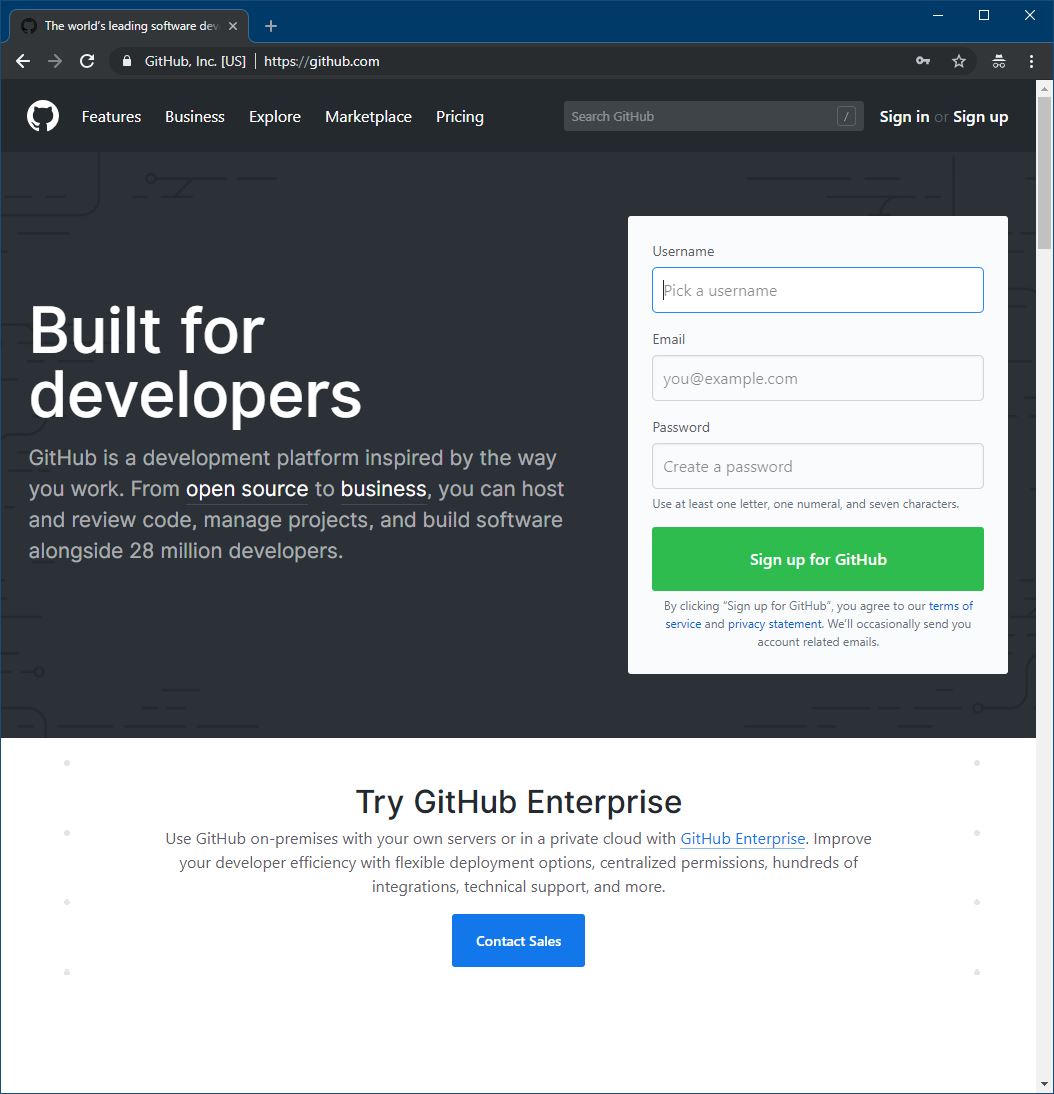 The world's leading software dev
GitHub, Inc. [US] https://github.com
Features Business Explore Marketplace Pricing Search GitHub / Sign in or Sign up
Built for
developers
GitHub is a development platform inspired by the way
you work. From open source to business, you can host
and review code, manage projects, and build software
alongside 28 million developers.
Username
Pick a username
Email
you@example.com
Password
Create a password
Use at least one letter, one numeral, and seven characters.
Sign up for GitHub
By clicking “Sign up for GitHub”, you agree to our terms of
service and privacy statement. We’ll occasionally send you
account related emails.
Try GitHub Enterprise
Use GitHub on-premises with your own servers or in a private cloud with GitHub Enterprise. Improve
your developer efficiency with flexible deployment options, centralized permissions, hundreds of
integrations, technical support, and more.
Contact Sales